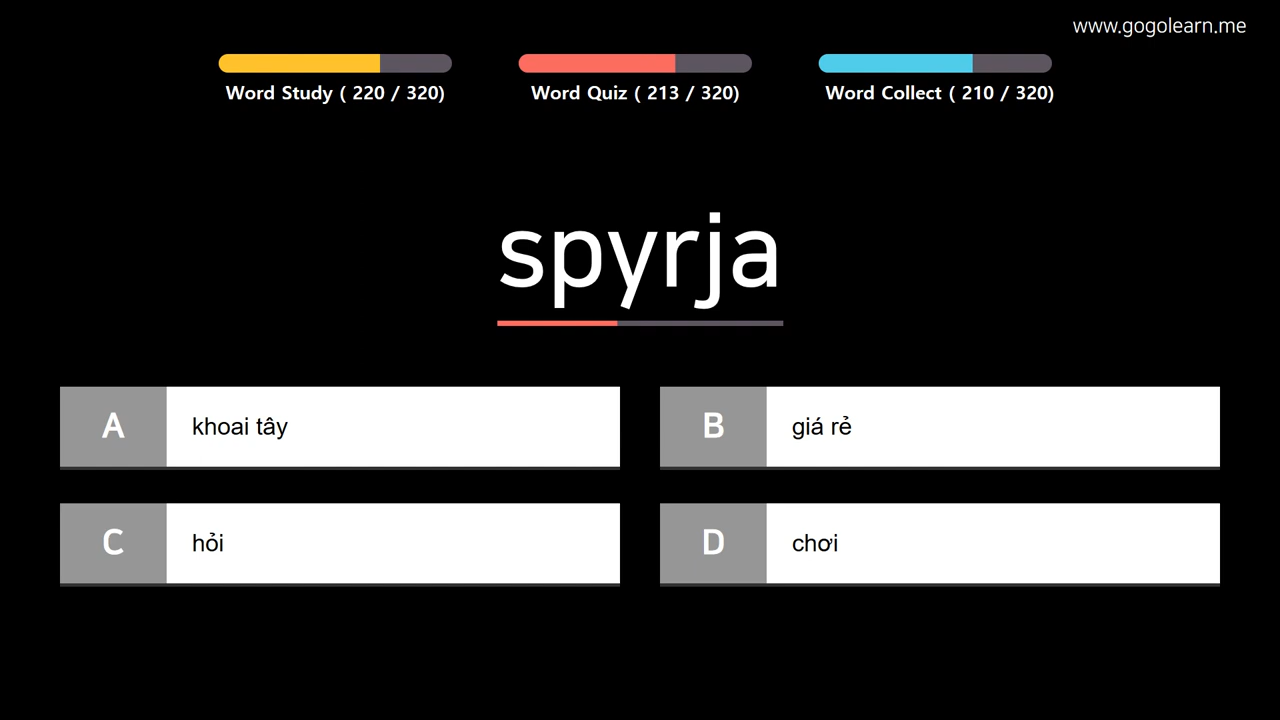 www.gogolearn.me
Word Study ( 220 / 320)
Word Quiz ( 213 / 320)
Word Collect ( 210 / 320)
spyrja
A khoai tây
B giá rẻ
C hỏi
D chơi